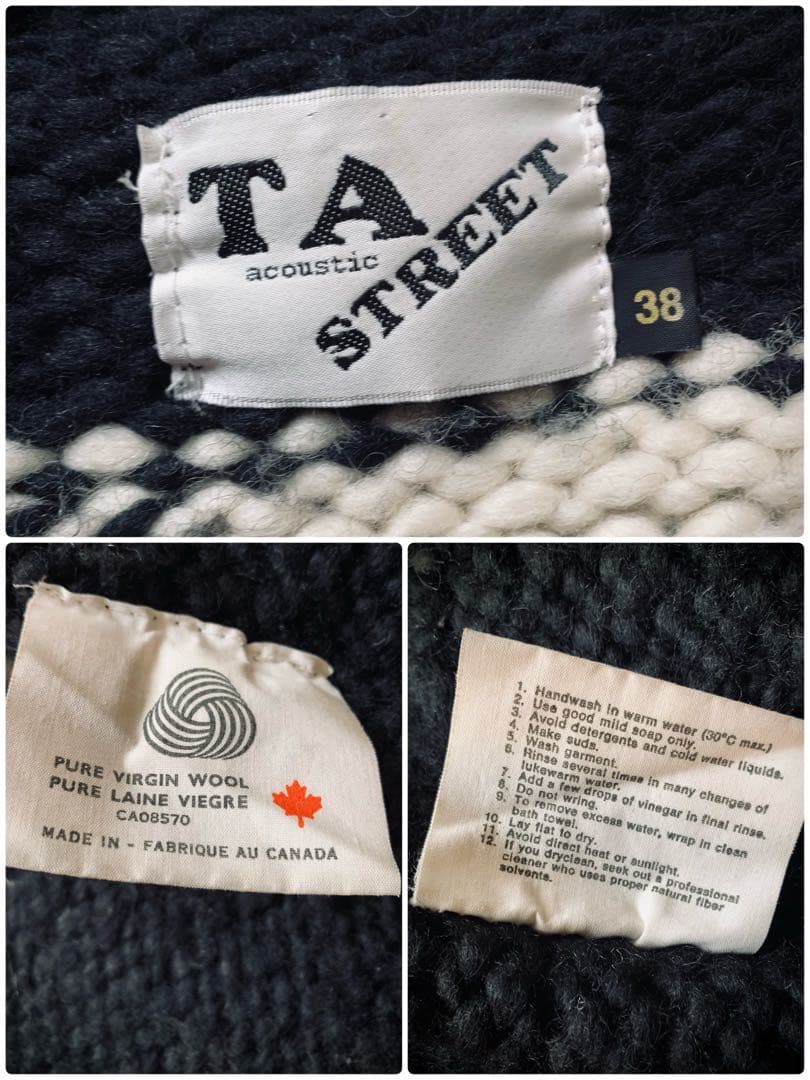 TA
acoustic
STREET
38
PURE VIRGIN WOOL
PURE LAINE VIEGRE
CA08570
MADE IN - FABRIQUE AU CANADA
1. Handwash in warm water (30°C max.)
2. Use good mild soap only.
3. Avoid detergents and cold water liquids.
4. Make suds.
5. Wash garment.
6. Rinse several times in many changes of
lukewarm water.
7. Add a few drops of vinegar in final rinse.
8. Do not wring.
9. To remove excess water, wrap in clean
bath towel.
10. Lay flat to dry.
11. Avoid direct heat or sunlight.
12. If you dryclean, seek out a professional
cleaner who uses proper natural fiber
solvents.